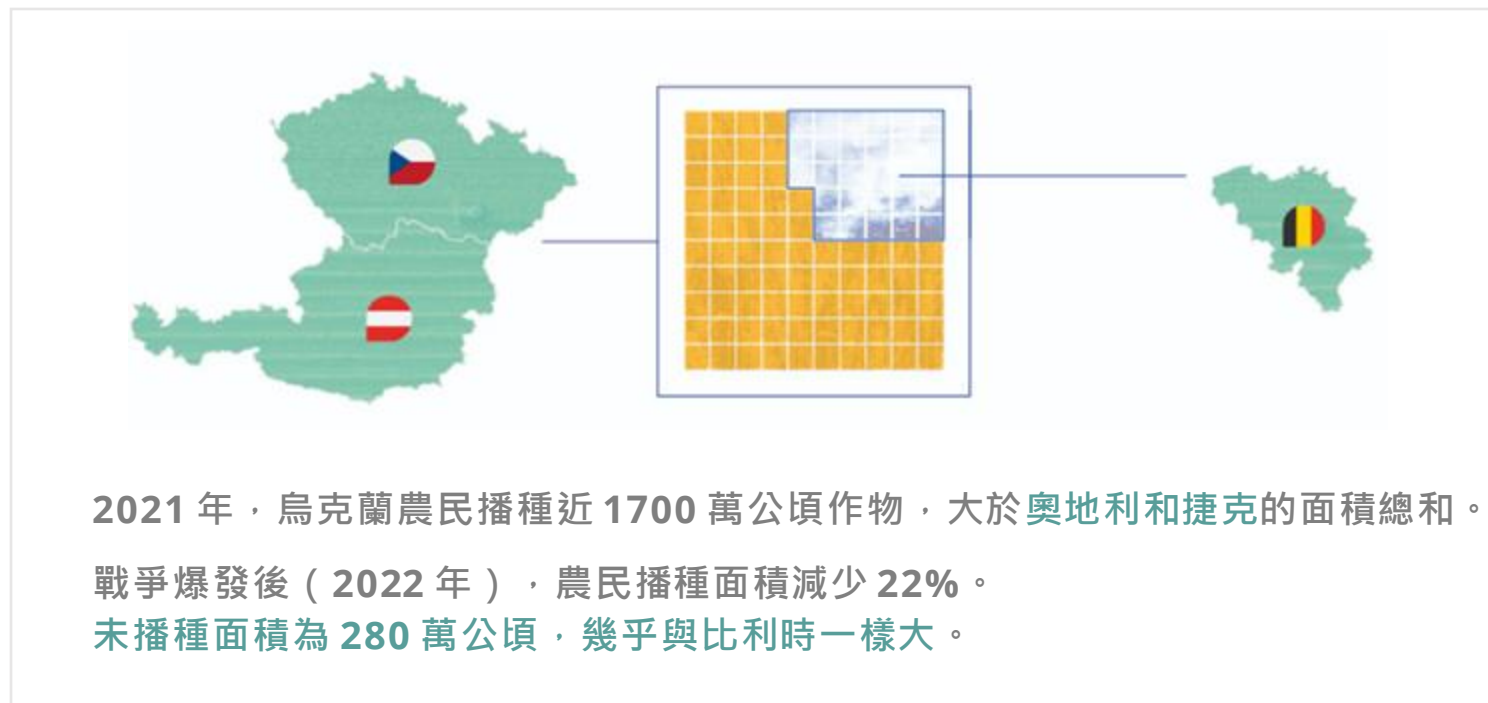 2021 年，烏克蘭農民播種近 1700 萬公頃作物，大於奧地利和捷克的面積總和。
戰爭爆發後（2022 年），農民播種面積減少 22%。
未播種面積為 280 萬公頃，幾乎與比利時一樣大。